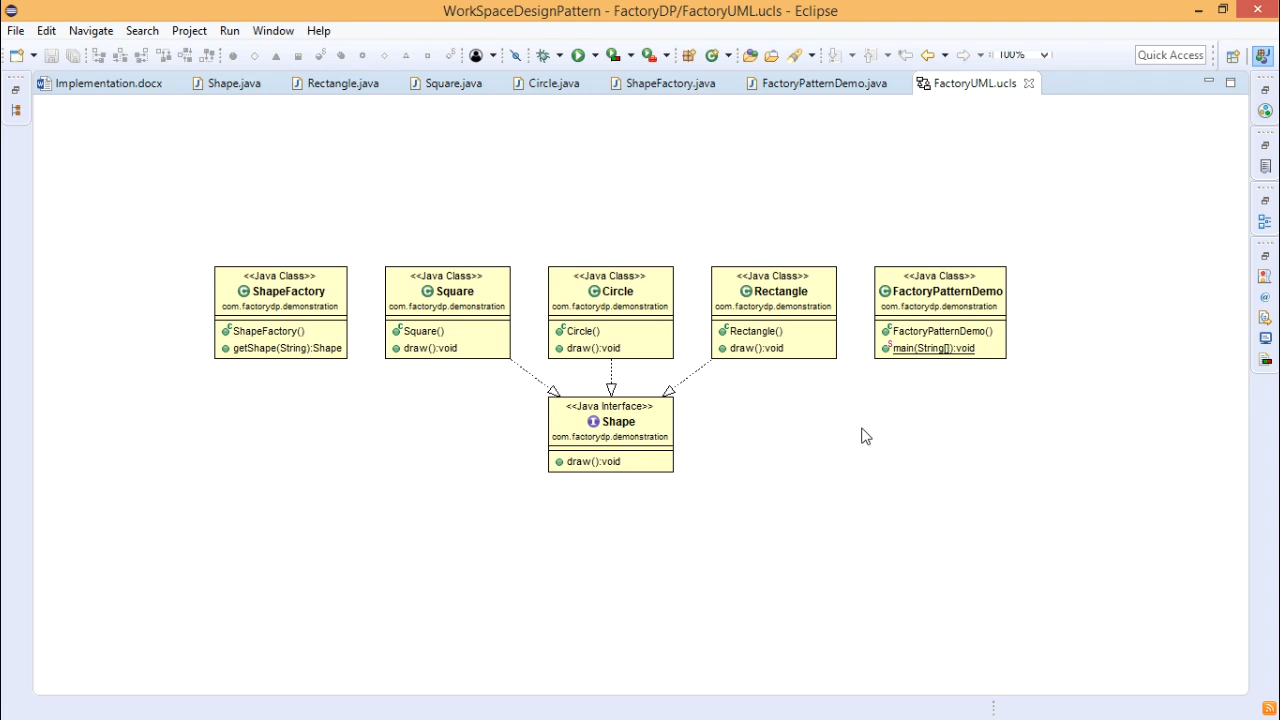 WorkSpaceDesignPattern - FactoryDP/FactoryUML.ucls - Eclipse
File Edit Navigate Search Project Run Window Help
100% Quick Access
Implementation.docx Shape.java Rectangle.java Square.java Circle.java ShapeFactory.java FactoryPatternDemo.java FactoryUML.ucls
<<Java Class>>
ShapeFactory
com.factorydp.demonstration
ShapeFactory()
getShape(String):Shape
<<Java Class>>
Square
com.factorydp.demonstration
Square()
draw():void
<<Java Class>>
Circle
com.factorydp.demonstration
Circle()
draw():void
<<Java Class>>
Rectangle
com.factorydp.demonstration
Rectangle()
draw():void
<<Java Class>>
FactoryPatternDemo
com.factorydp.demonstration
FactoryPatternDemo()
main(String[]):void
<<Java Interface>>
Shape
com.factorydp.demonstration
draw():void